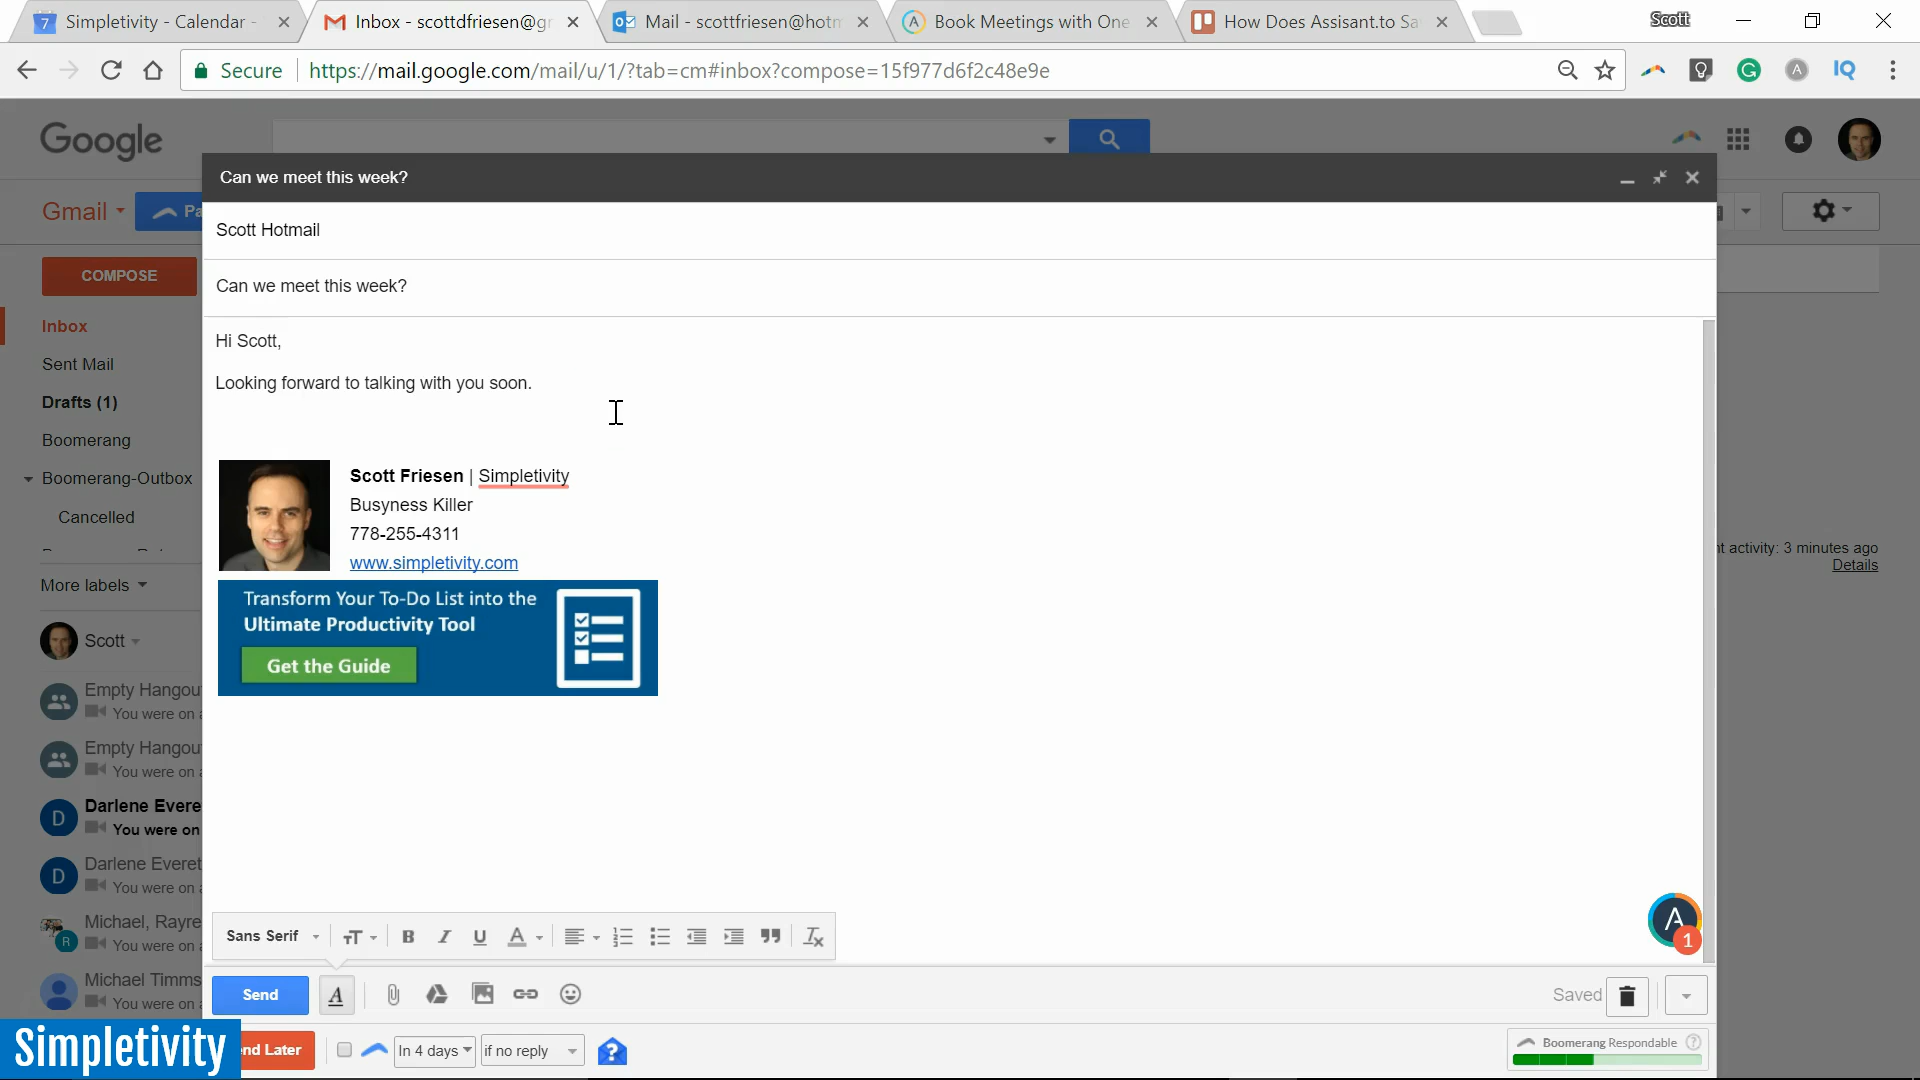 Simpletivity - Calendar -
Inbox - scottdfriesen@gr
Mail - scottfriesen@hotm
Book Meetings with One
How Does Assisant.to Sa
Scott
Secure
https://mail.google.com/mail/u/1/?tab=cm#inbox?compose=15f977d6f2c48e9e
Google
Gmail
Pa
Can we meet this week?
Scott Hotmail
Can we meet this week?
Hi Scott,
Looking forward to talking with you soon.
Scott Friesen | Simpletivity
Busyness Killer
778-255-4311
www.simpletivity.com
Transform Your To-Do List into the
Ultimate Productivity Tool
Get the Guide
COMPOSE
Inbox
Sent Mail
Drafts (1)
Boomerang
Boomerang-Outbox
Cancelled
More labels
Scott
Empty Hangou
You were on a
Empty Hangou
You were on a
D
Darlene Evere
You were on
D
Darlene Everet
You were on a
Michael, Rayre
R
You were on a
Michael Timms
You were on a
nt activity: 3 minutes ago
Details
A
1
Sans Serif
Send
Saved
nd Later
In 4 days
if no reply
Boomerang Respondable
Simpletivity